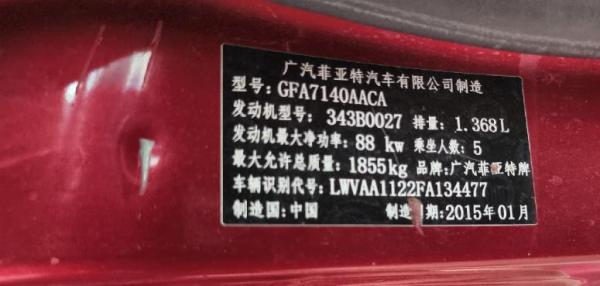 广汽菲亚特汽车有限公司制造
型号: GFA7140AACA
发动机型号: 343B0027 排量: 1.368L
发动机最大净功率: 88 kw 乘坐人数: 5
最大允许总质量: 1855kg 品牌: 广汽菲亚特牌
车辆识别代号: LWVAA1122FA134477
制造国: 中国 制造日期: 2015年01月